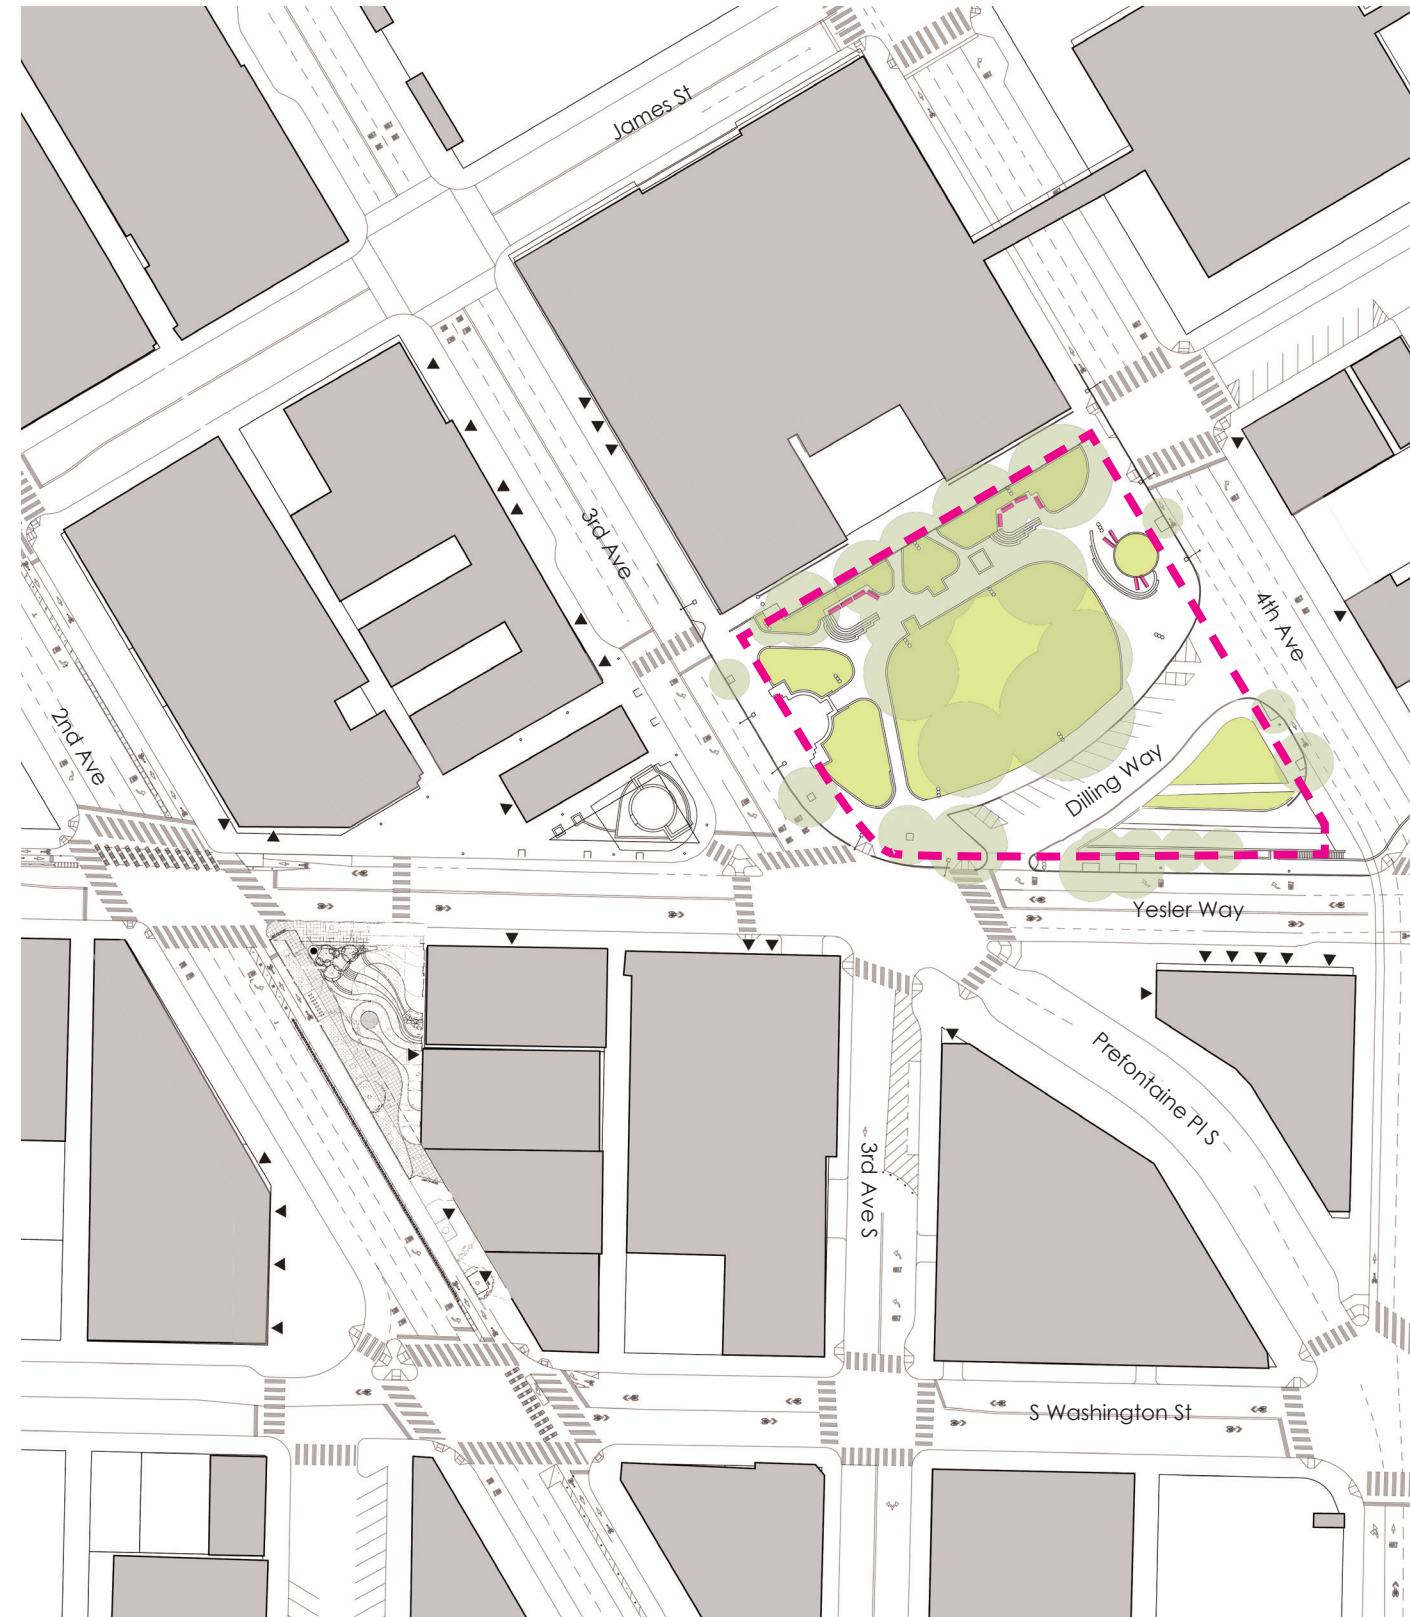 James St
3rd Ave
4th Ave
2nd Ave
Dilling Way
Yesler Way
Prefontaine Pl S
3rd Ave S
S Washington St